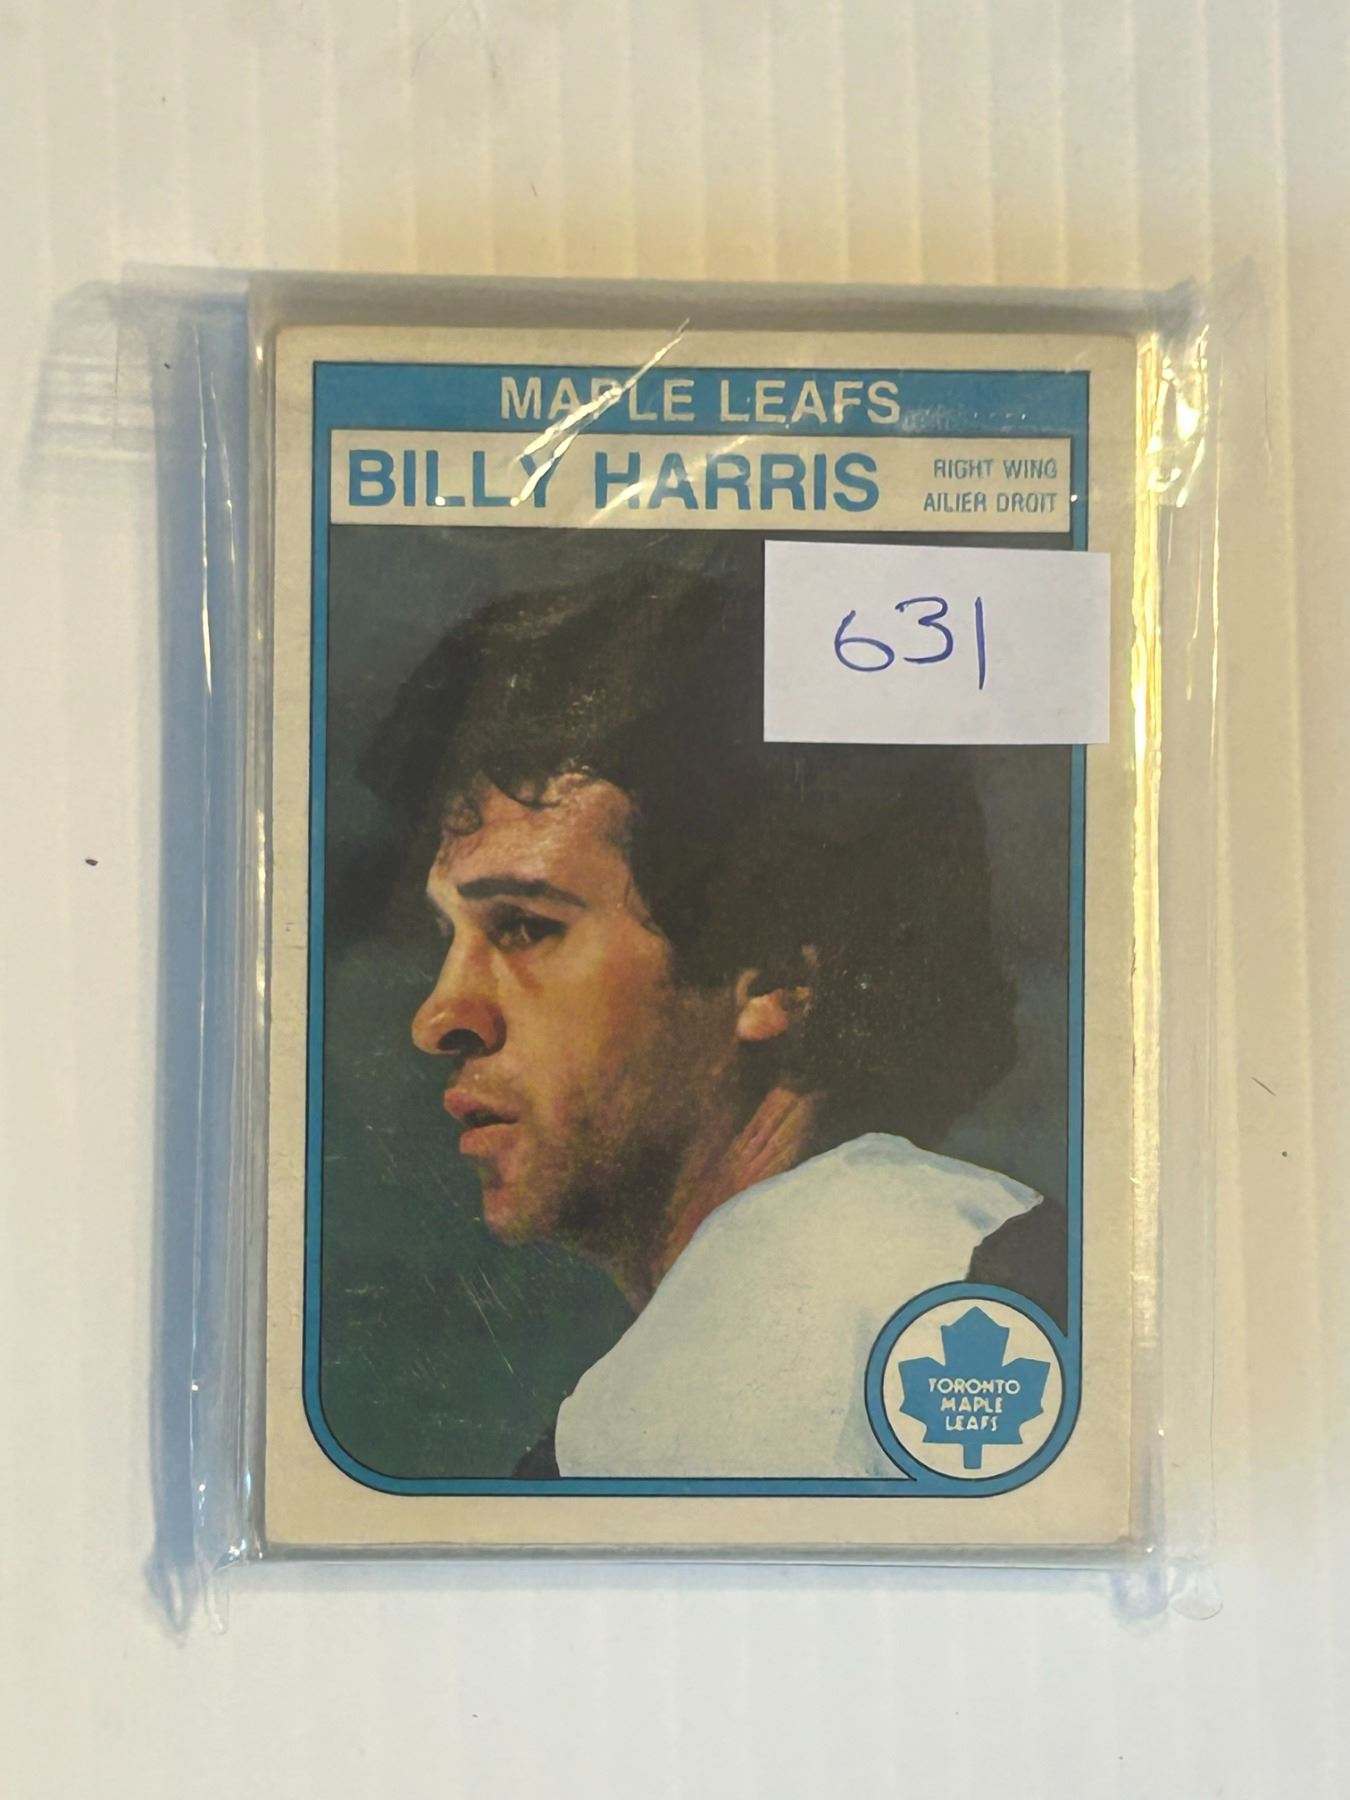 MAPLE LEAFS
BILLY HARRIS
RIGHT WING
AILIER DROIT
631
TORONTO
MAPLE
LEAFS